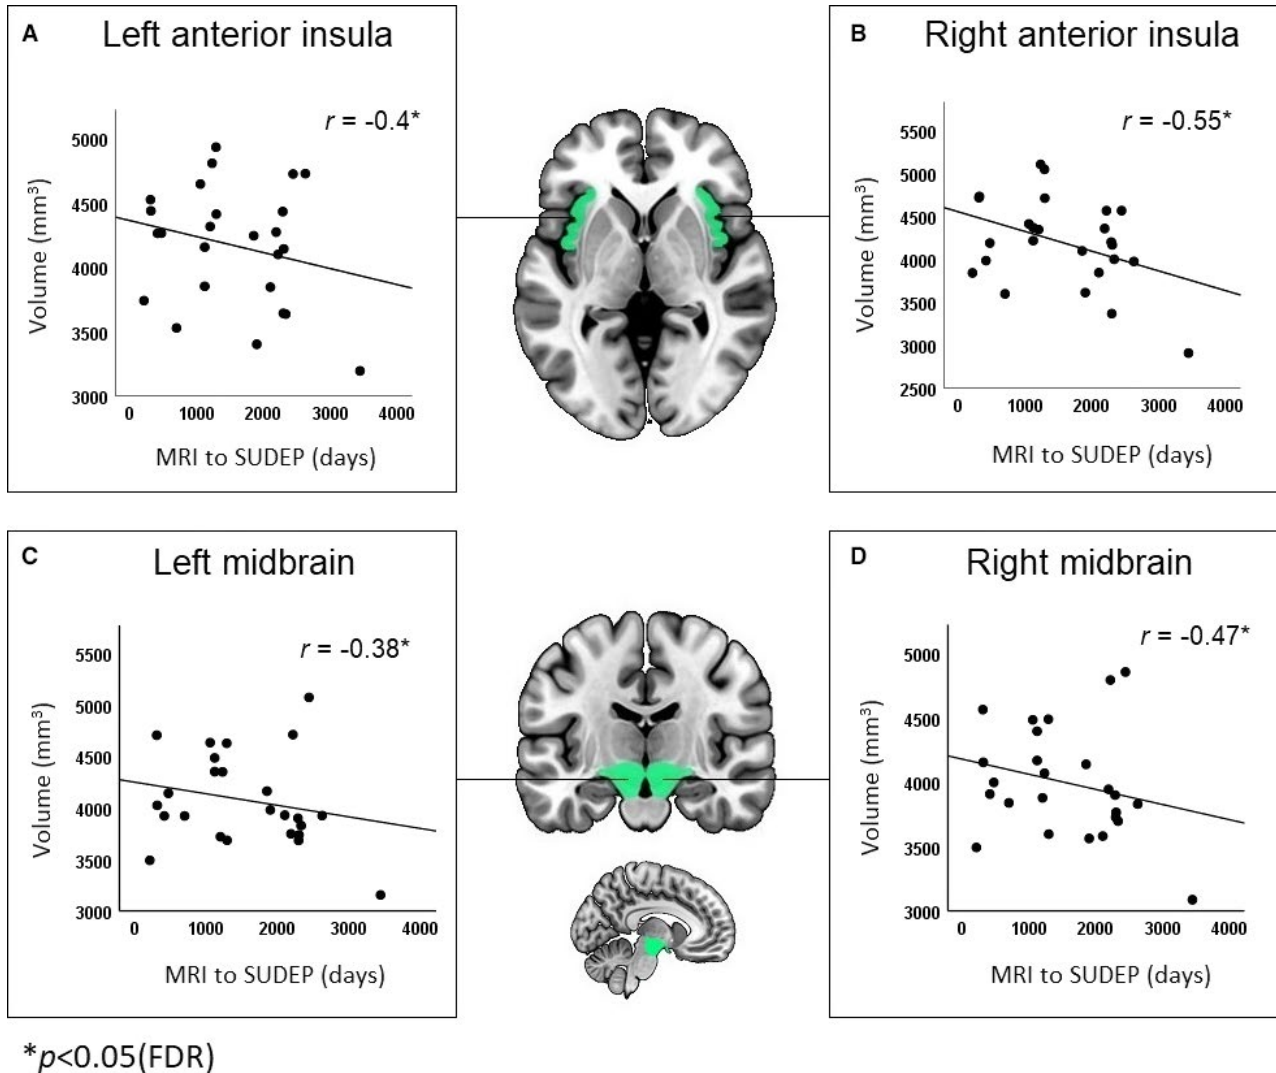 A Left anterior insula
r = -0.4*
5000
4500
4000
3500
3000
Volume (mm³)
0 1000 2000 3000 4000
MRI to SUDEP (days)
B Right anterior insula
r = -0.55*
5500
5000
4500
4000
3500
3000
2500
Volume (mm³)
0 1000 2000 3000 4000
MRI to SUDEP (days)
C Left midbrain
r = -0.38*
5500
5000
4500
4000
3500
3000
Volume (mm³)
0 1000 2000 3000 4000
MRI to SUDEP (days)
D Right midbrain
r = -0.47*
5000
4500
4000
3500
3000
Volume (mm³)
0 1000 2000 3000 4000
MRI to SUDEP (days)
*p<0.05(FDR)